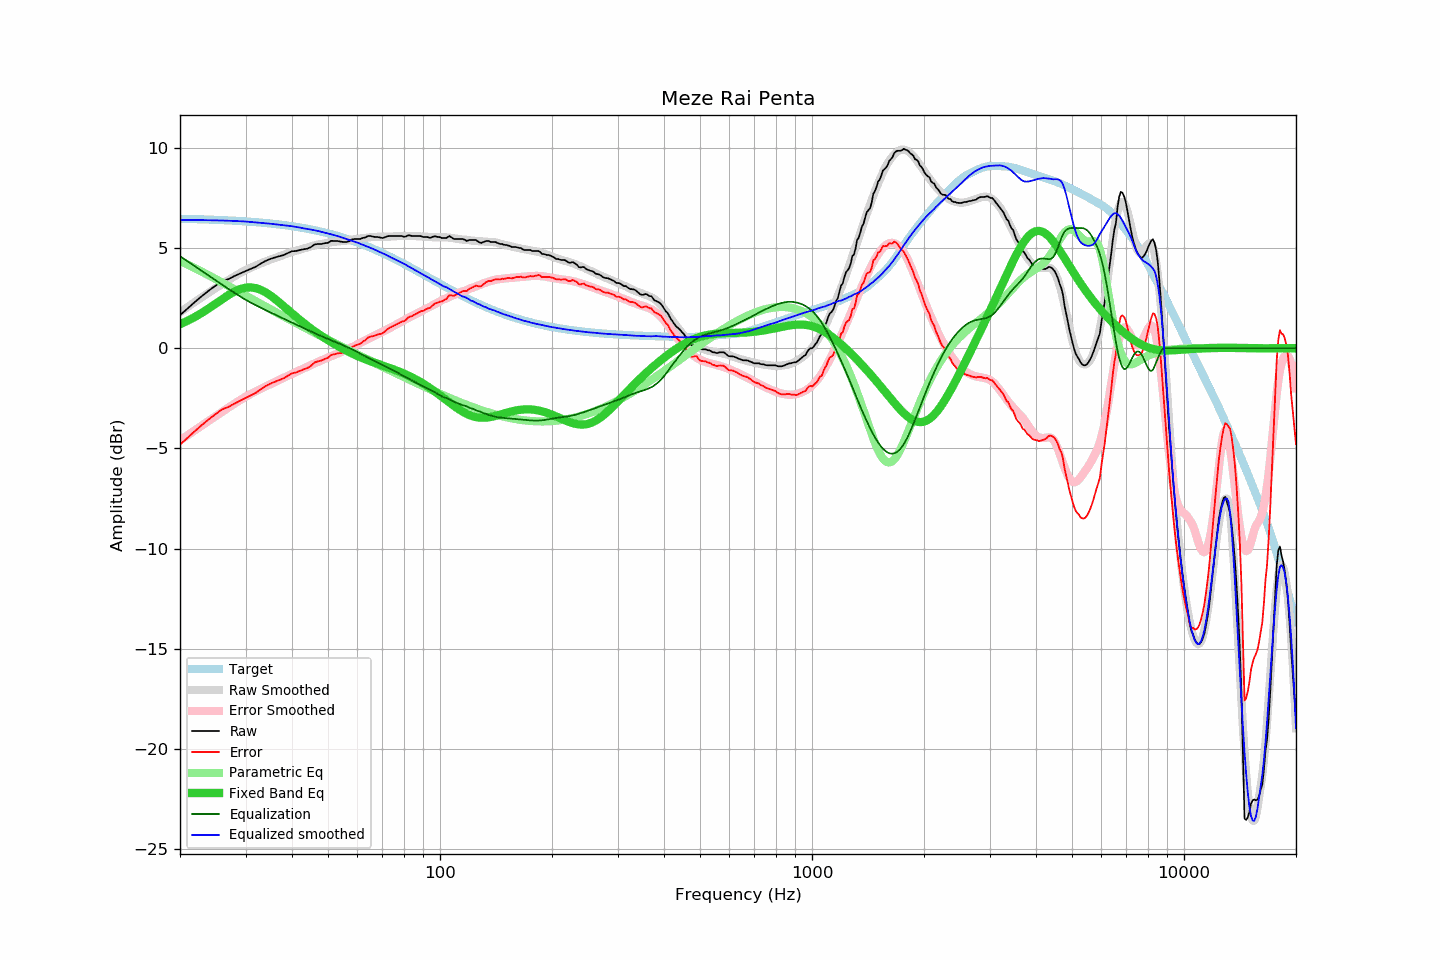 Meze Rai Penta
10
5
0
−5
−10
−15
−20
−25
Amplitude (dBr)
100
1000
10000
Frequency (Hz)
Target
Raw Smoothed
Error Smoothed
Raw
Error
Parametric Eq
Fixed Band Eq
Equalization
Equalized smoothed